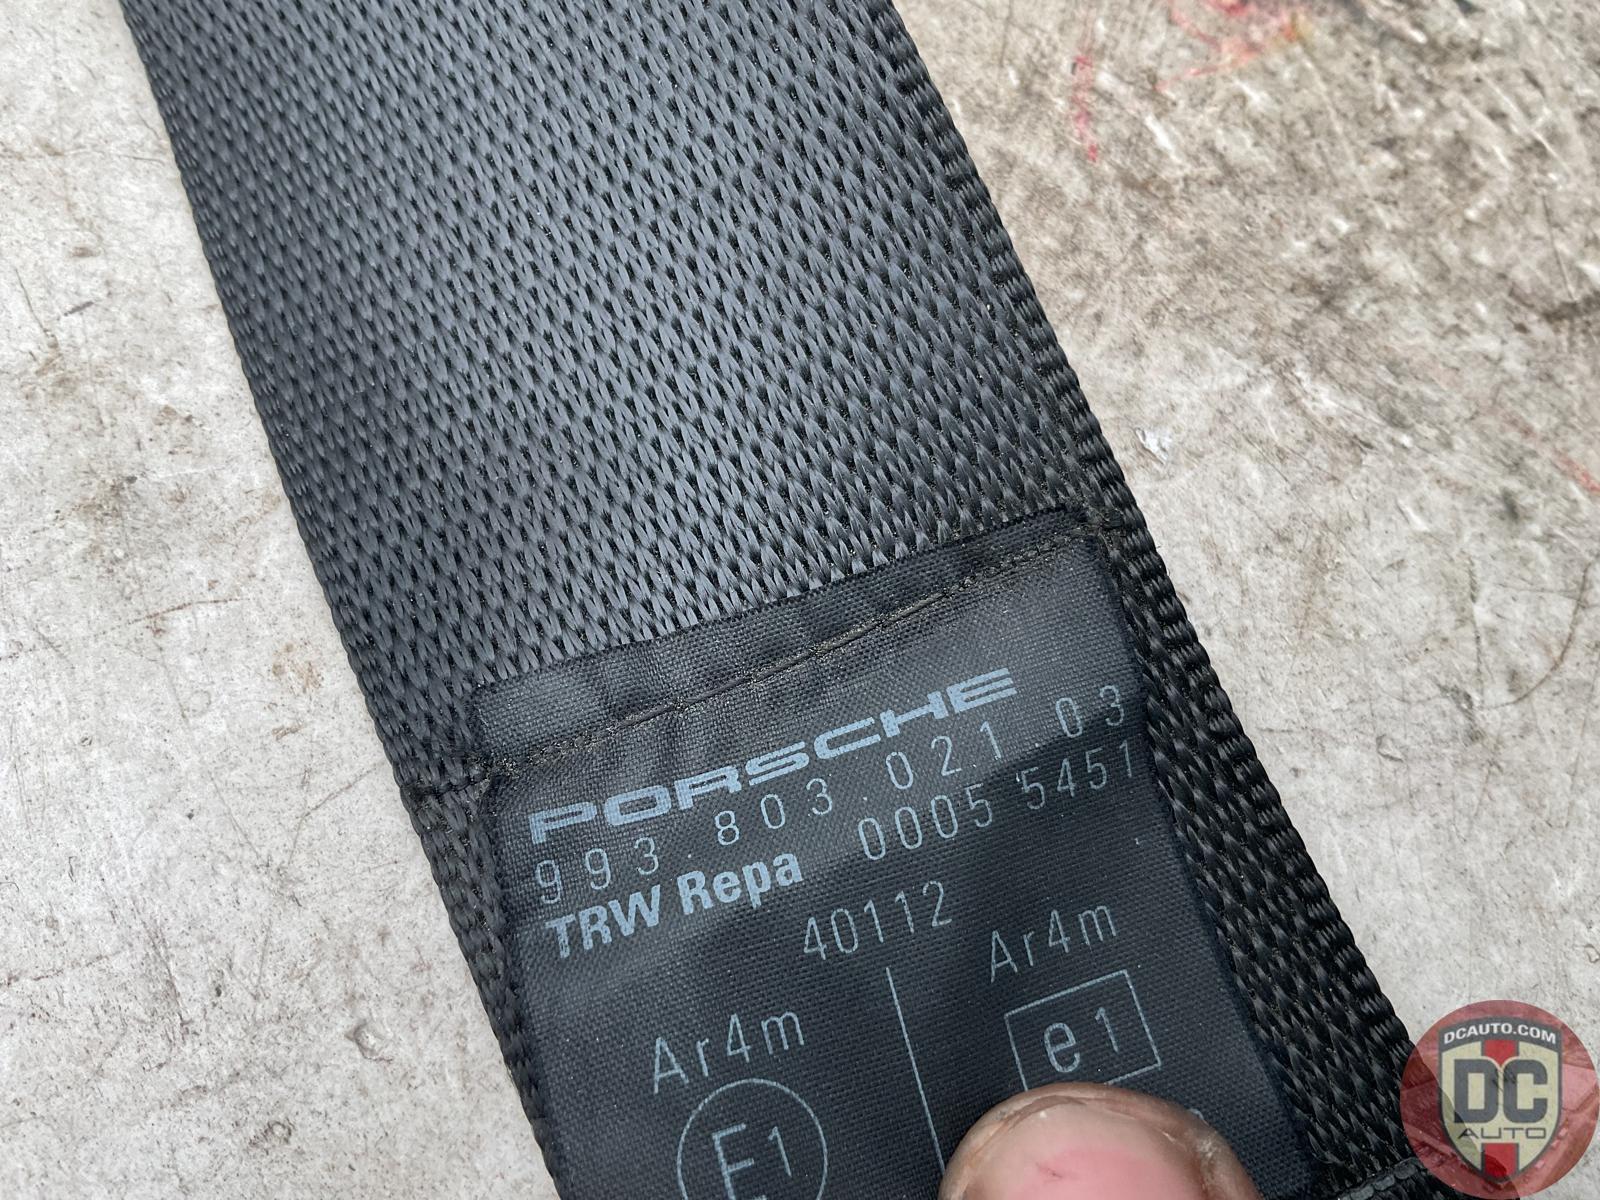 PORSCHE
993 803 021 03
TRW Repa 0005 5451
40112
Ar4m
Ar4m
e1
E1
DCAUTO.COM
DC
AUTO